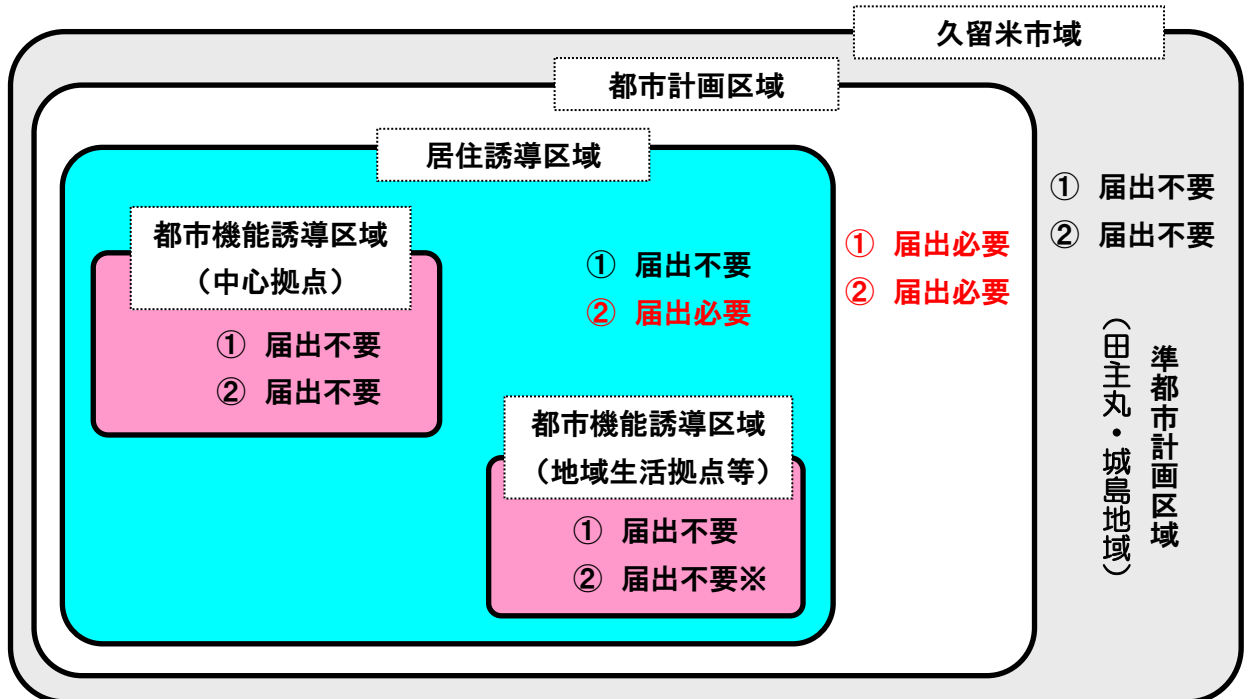 久留米市域
都市計画区域
居住誘導区域
都市機能誘導区域
（中心拠点）
① 届出不要
② 届出不要
① 届出不要
② 届出必要
都市機能誘導区域
（地域生活拠点等）
① 届出不要
② 届出不要※
① 届出必要
② 届出必要
① 届出不要
② 届出不要
準都市計画区域
（田主丸・城島地域）